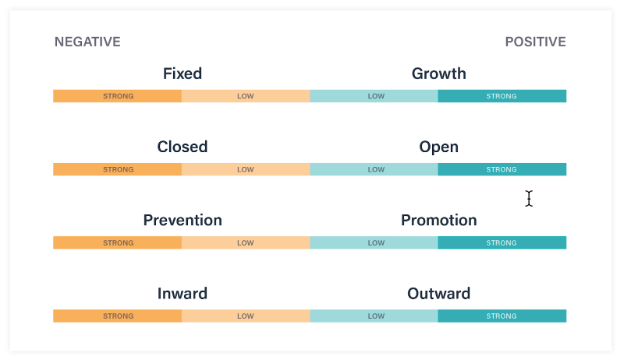 NEGATIVE POSITIVE
Fixed Growth
STRONG LOW LOW STRONG
Closed Open
STRONG LOW LOW STRONG
Prevention Promotion
STRONG LOW LOW STRONG
Inward Outward
STRONG LOW LOW STRONG